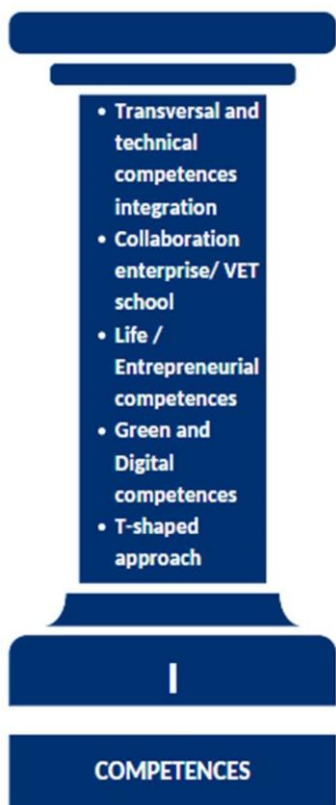 • Transversal and
technical
competences
integration
• Collaboration
enterprise/ VET
school
• Life /
Entrepreneurial
competences
• Green and
Digital
competences
• T-shaped
approach
I
COMPETENCES